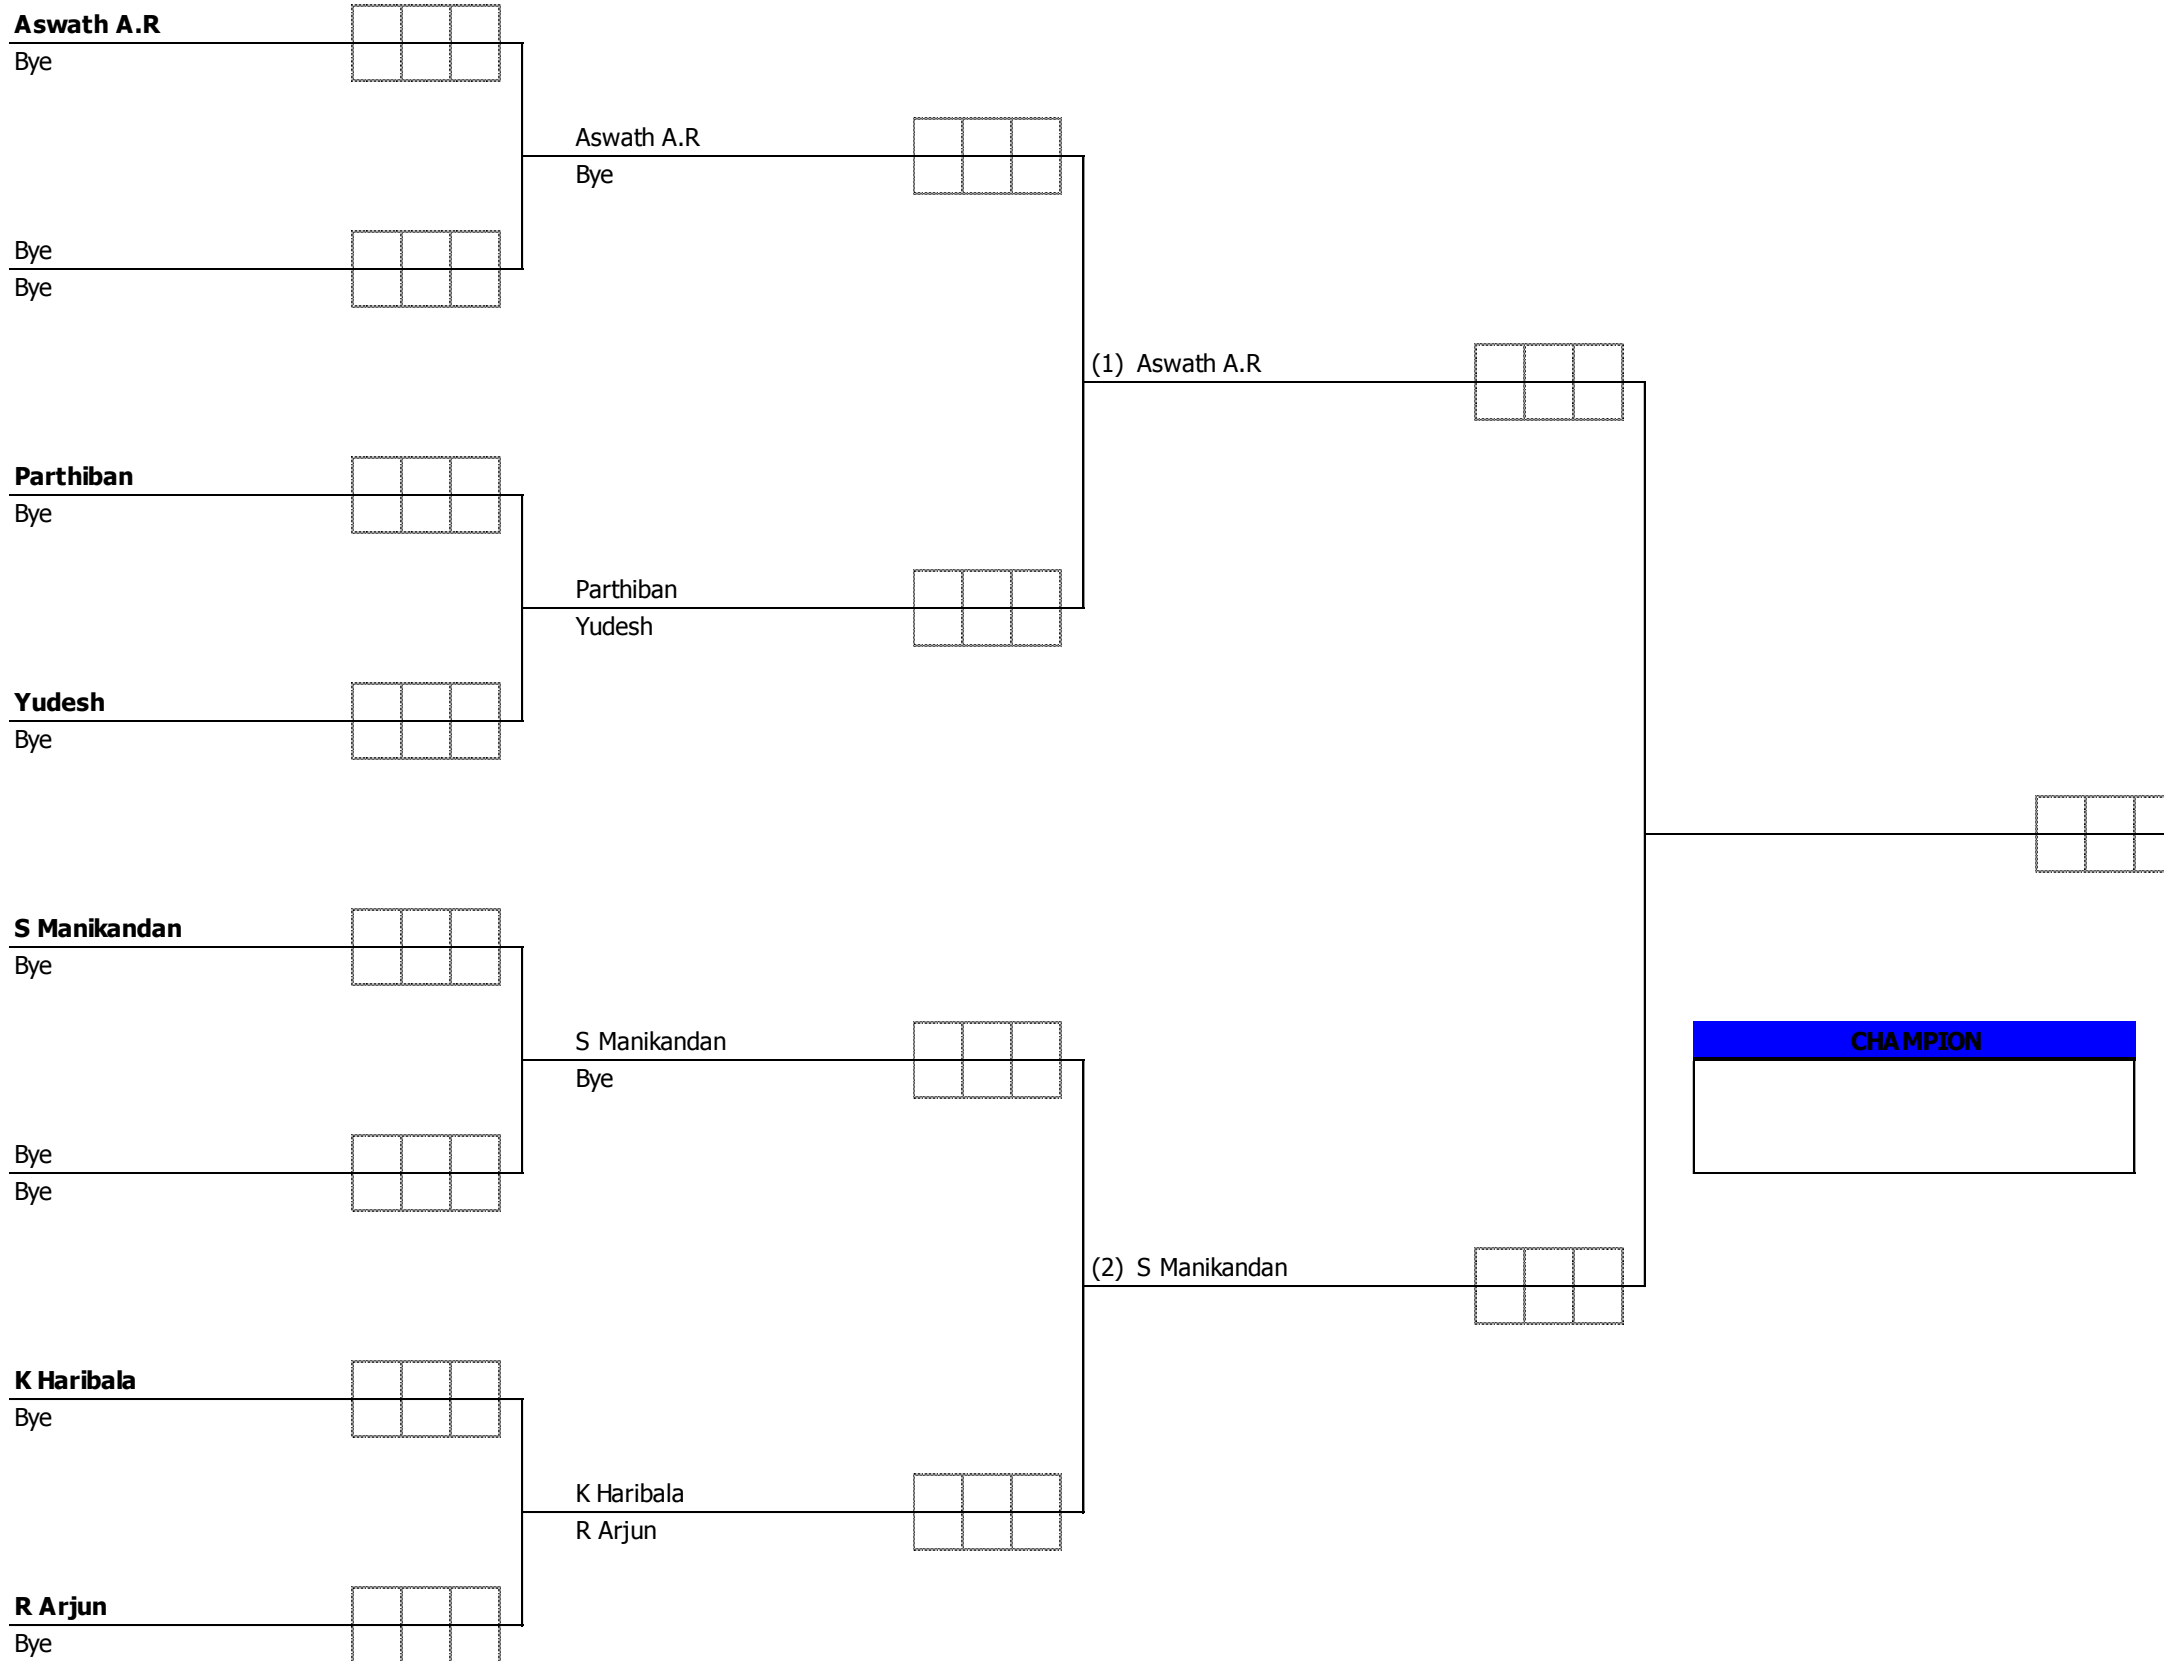 Aswath A.R
Bye
Aswath A.R
Bye
Bye
Bye
(1) Aswath A.R
Parthiban
Bye
Parthiban
Yudesh
Yudesh
Bye
S Manikandan
Bye
S Manikandan
Bye
CHAMPION
Bye
Bye
(2) S Manikandan
K Haribala
Bye
K Haribala
R Arjun
R Arjun
Bye